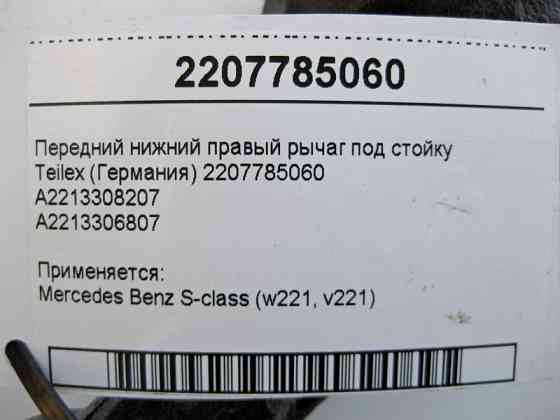 2207785060
Передний нижний правый рычаг под стойку
Teilex (Германия) 2207785060
A2213308207
A2213306807
Применяется:
Mercedes Benz S-class (w221, v221)